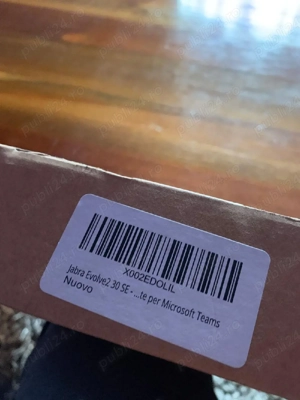 X002EDOLIL
Jabra Evolve2 30 SE - ...te per Microsoft Teams
Nuovo